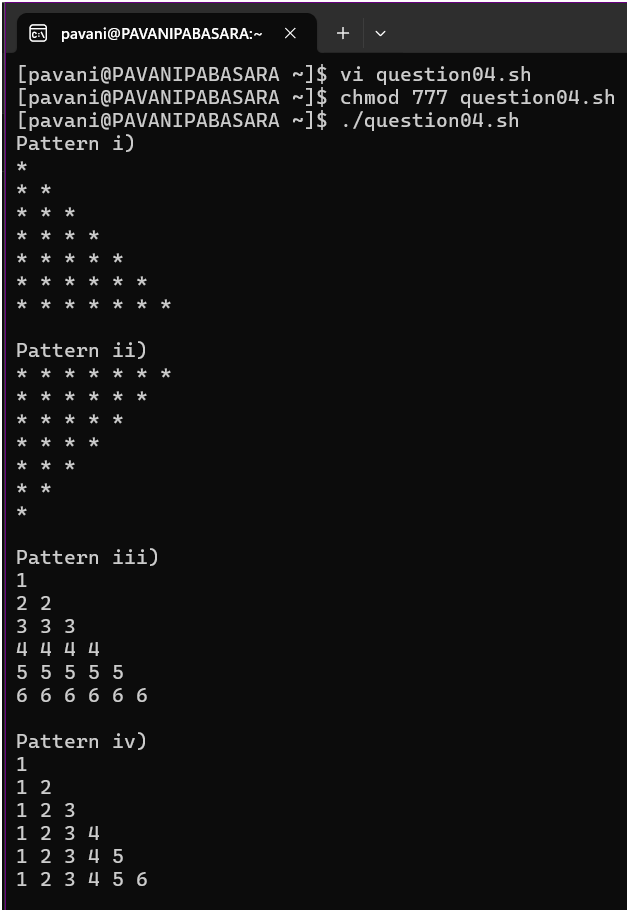 pavani@PAVANIPABASARA:~
[pavani@PAVANIPABASARA ~]$ vi question04.sh
[pavani@PAVANIPABASARA ~]$ chmod 777 question04.sh
[pavani@PAVANIPABASARA ~]$ ./question04.sh
Pattern i)
*
* *
* * *
* * * *
* * * * *
* * * * * *
* * * * * * *
Pattern ii)
* * * * * * *
* * * * * *
* * * * *
* * * *
* * *
* *
*
Pattern iii)
1
2 2
3 3 3
4 4 4 4
5 5 5 5 5
6 6 6 6 6 6
Pattern iv)
1
1 2
1 2 3
1 2 3 4
1 2 3 4 5
1 2 3 4 5 6